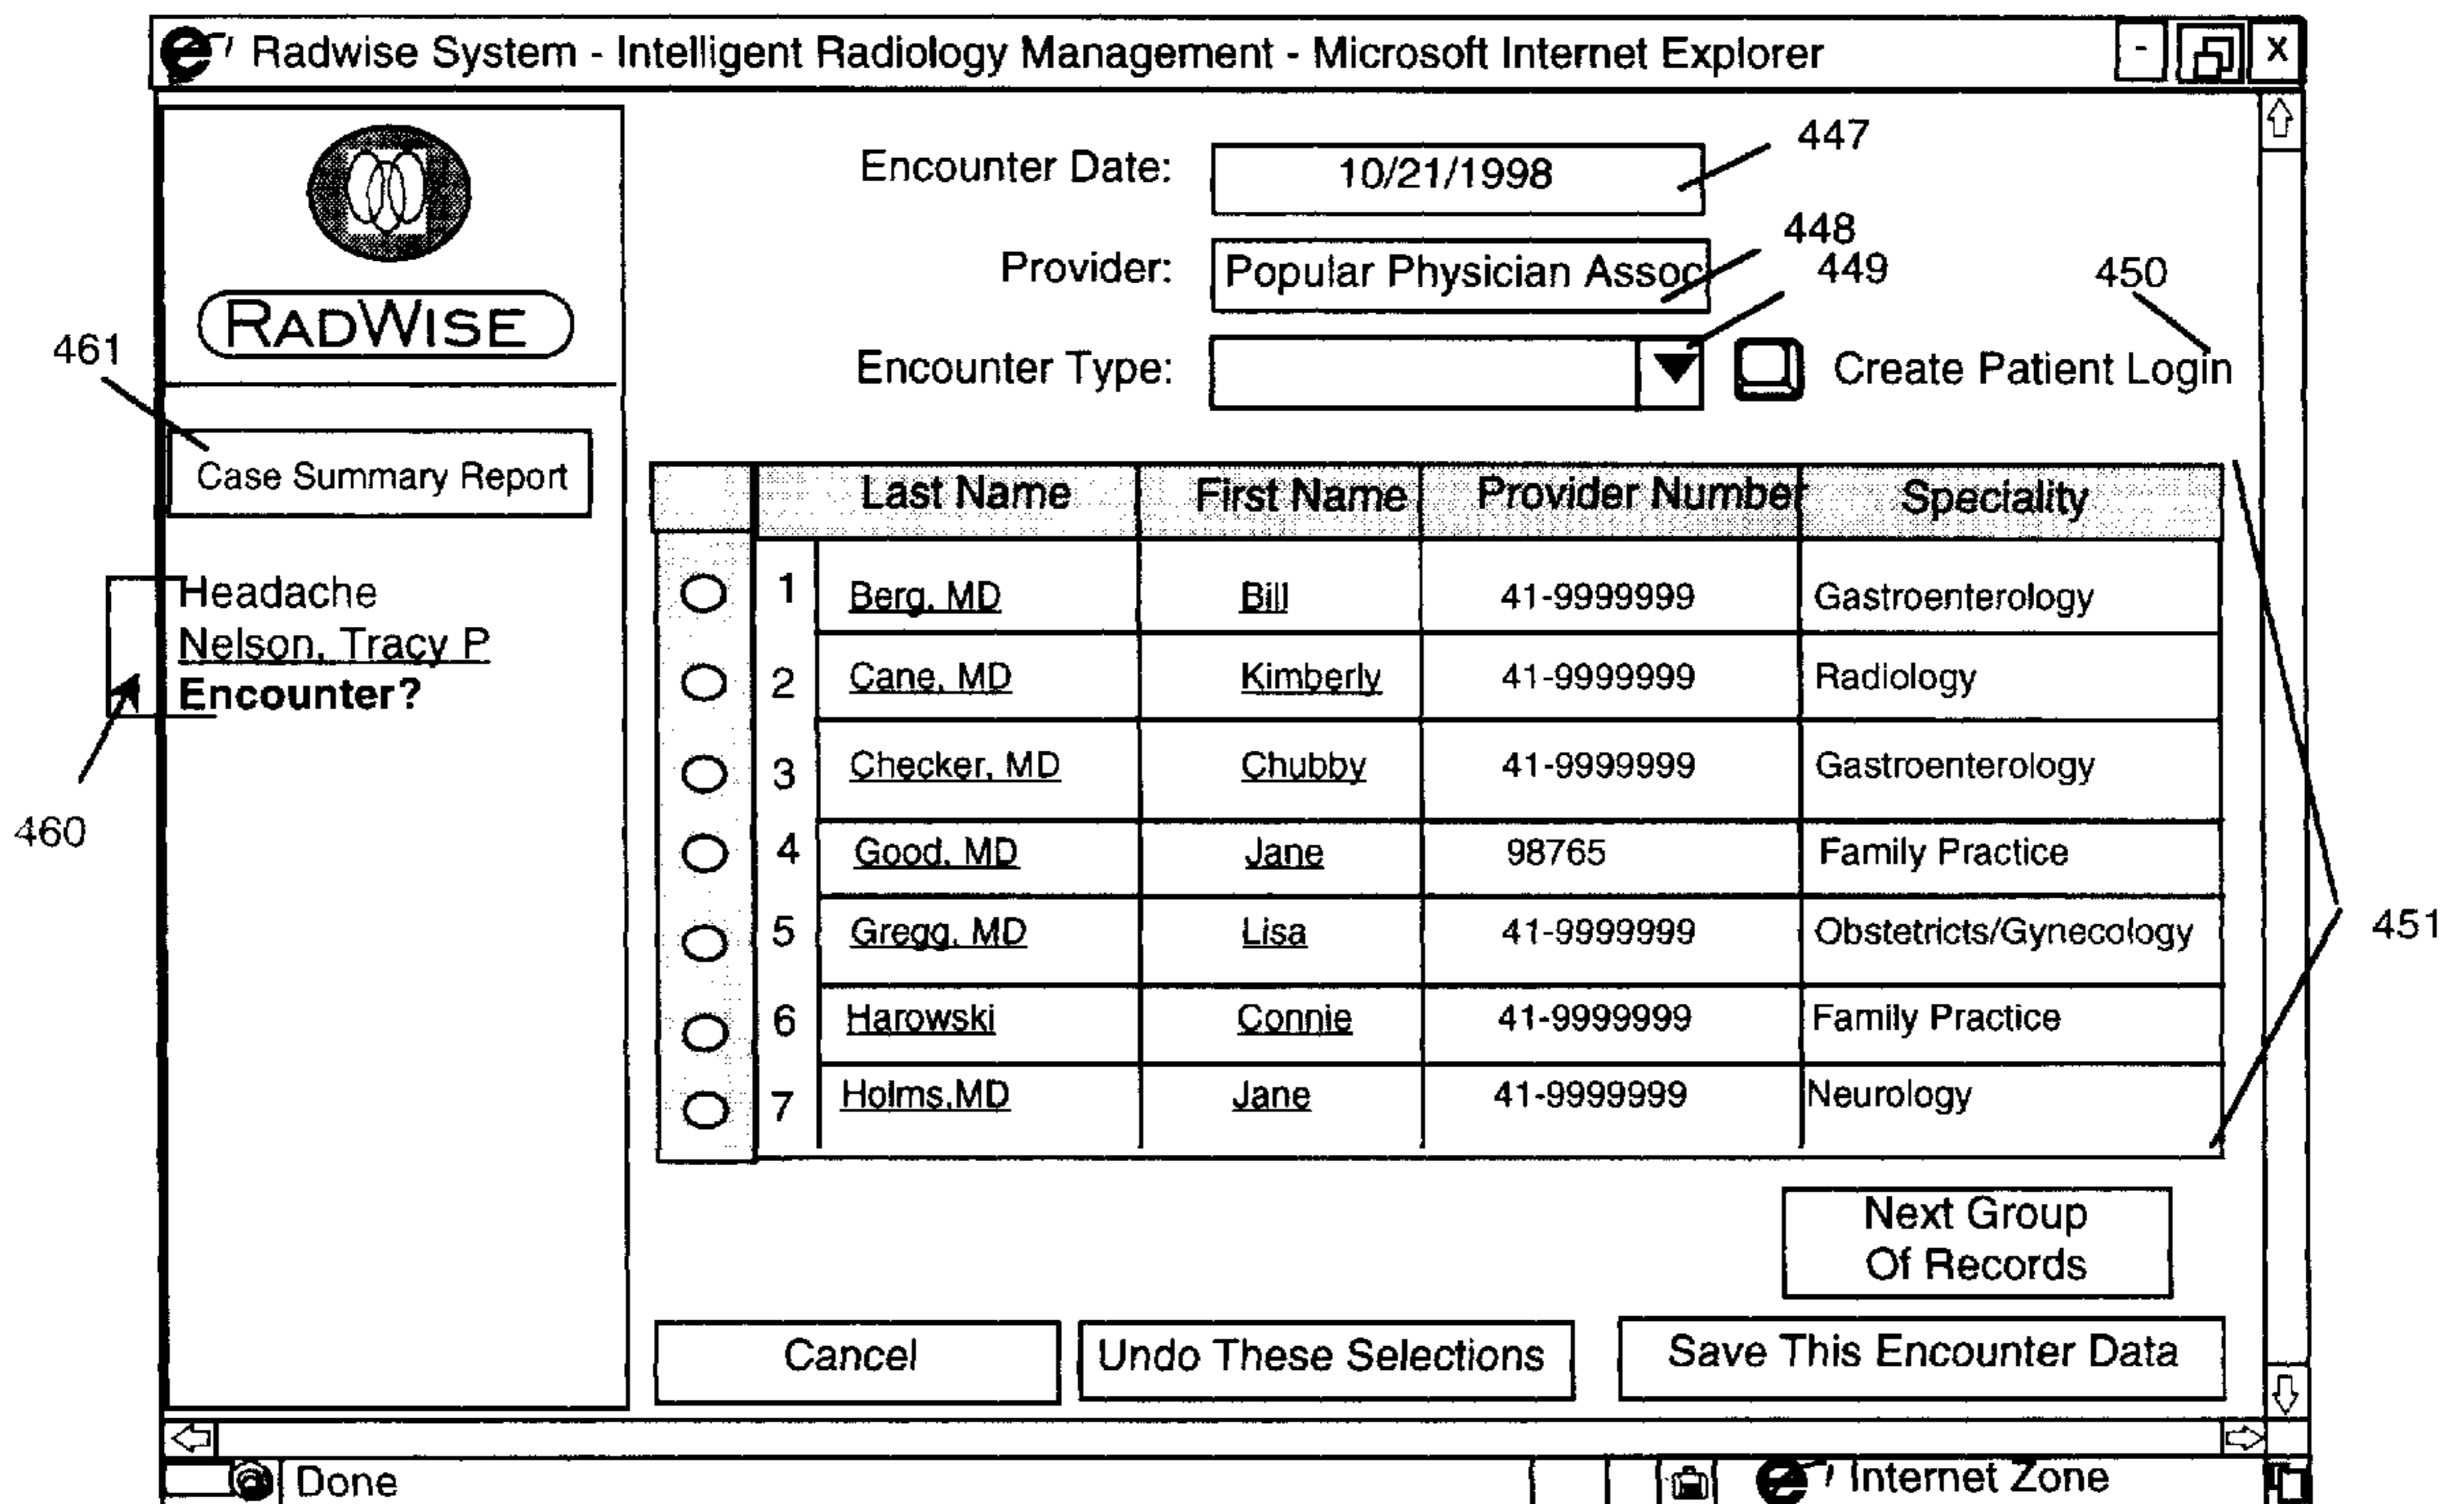 Radwise System - Intelligent Radiology Management - Microsoft Internet Explorer - X
Encounter Date: 10/21/1998 447
Provider: Popular Physician Assoc 448
449
450
RADWISE
Encounter Type: Create Patient Login
461
Case Summary Report
Last Name First Name Provider Number Speciality
Headache
Nelson, Tracy P
Encounter?
460
1 Berg, MD Bill 41-9999999 Gastroenterology
2 Cane, MD Kimberly 41-9999999 Radiology
3 Checker, MD Chubby 41-9999999 Gastroenterology
4 Good, MD Jane 98765 Family Practice
5 Gregg, MD Lisa 41-9999999 Obstetricts/Gynecology
451
6 Harowski Connie 41-9999999 Family Practice
7 Holms,MD Jane 41-9999999 Neurology
Next Group
Of Records
Cancel Undo These Selections Save This Encounter Data
Done Internet Zone